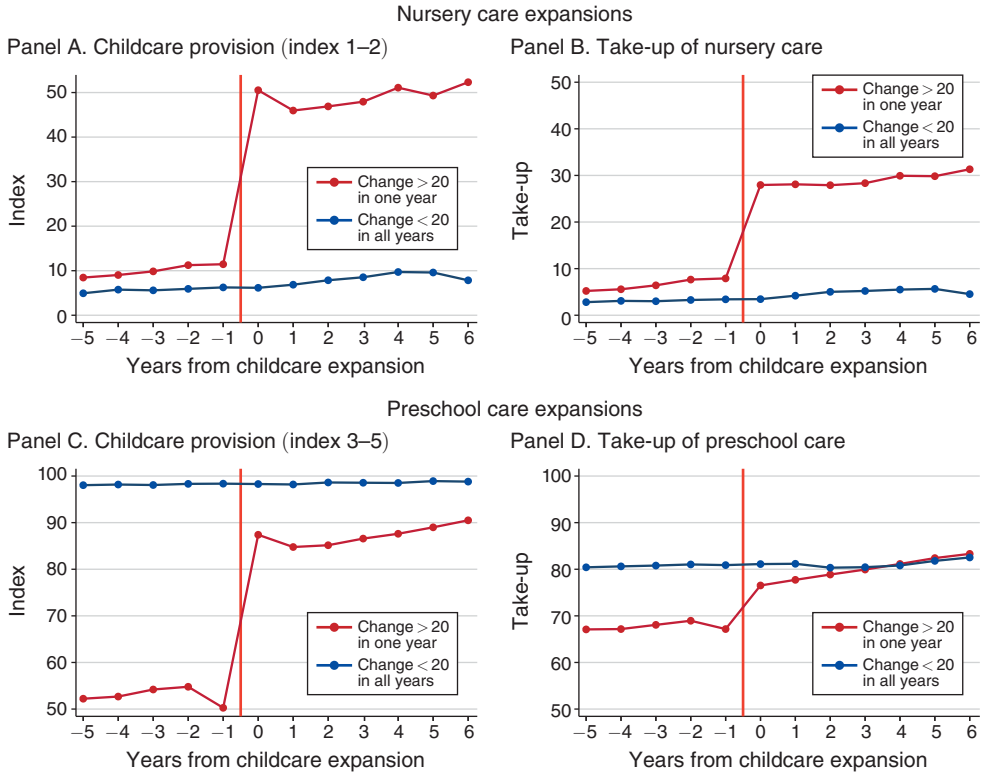 Nursery care expansions
Panel A. Childcare provision (index 1–2)
Index
50
40
30
20
10
0
Change > 20
in one year
Change < 20
in all years
−5 −4 −3 −2 −1 0 1 2 3 4 5 6
Years from childcare expansion
Panel B. Take-up of nursery care
Take-up
50
40
30
20
10
0
Change > 20
in one year
Change < 20
in all years
−5 −4 −3 −2 −1 0 1 2 3 4 5 6
Years from childcare expansion
Preschool care expansions
Panel C. Childcare provision (index 3–5)
Index
100
90
80
70
60
50
Change > 20
in one year
Change < 20
in all years
−5 −4 −3 −2 −1 0 1 2 3 4 5 6
Years from childcare expansion
Panel D. Take-up of preschool care
Take-up
100
90
80
70
60
50
Change > 20
in one year
Change < 20
in all years
−5 −4 −3 −2 −1 0 1 2 3 4 5 6
Years from childcare expansion